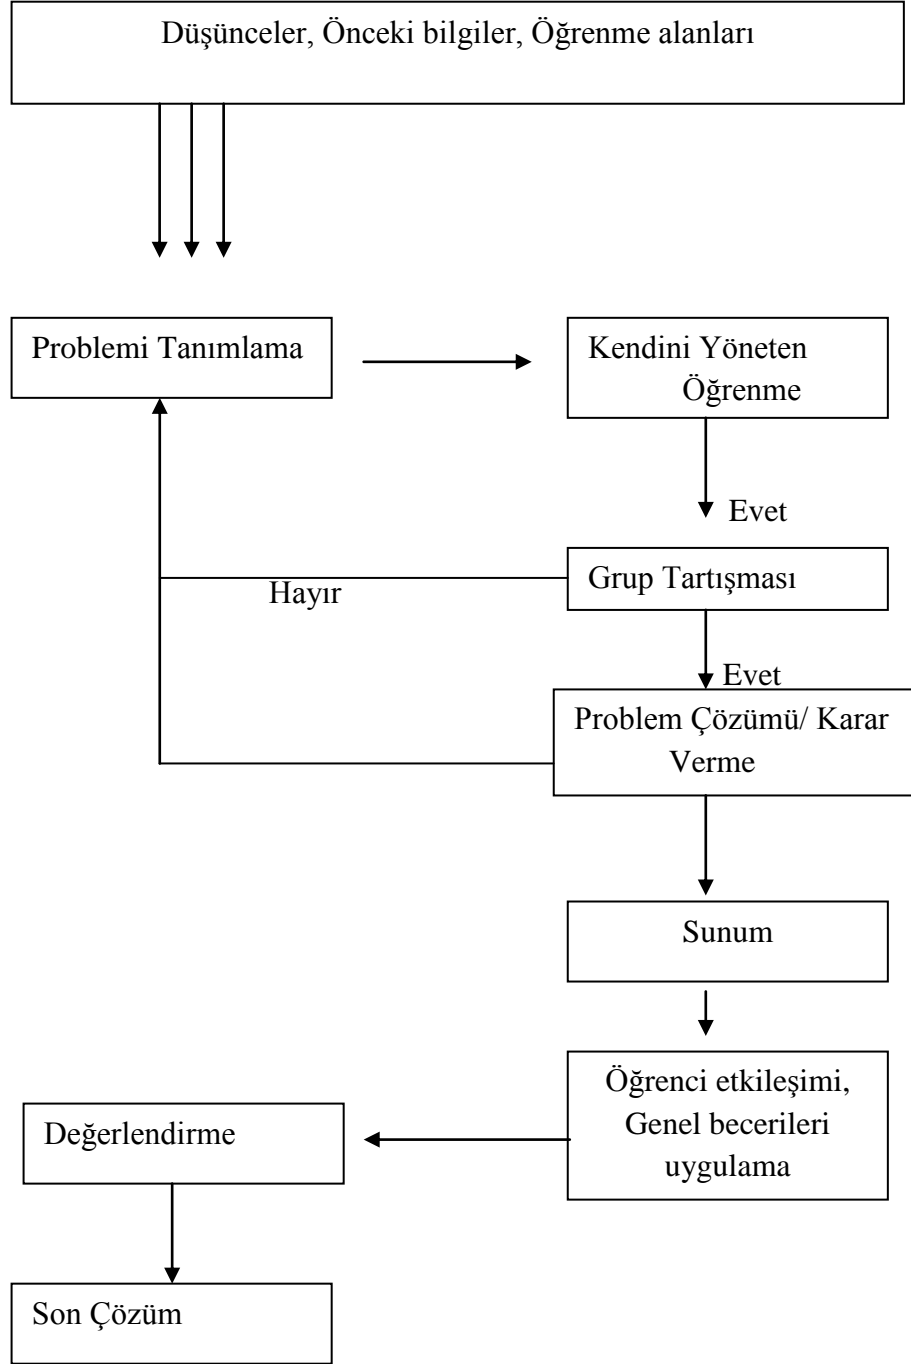 Düşünceler, Önceki bilgiler, Öğrenme alanları
Problemi Tanımlama
Kendini Yöneten
Öğrenme
Evet
Grup Tartışması
Hayır
Evet
Problem Çözümü/ Karar
Verme
Sunum
Öğrenci etkileşimi,
Genel becerileri
uygulama
Değerlendirme
Son Çözüm